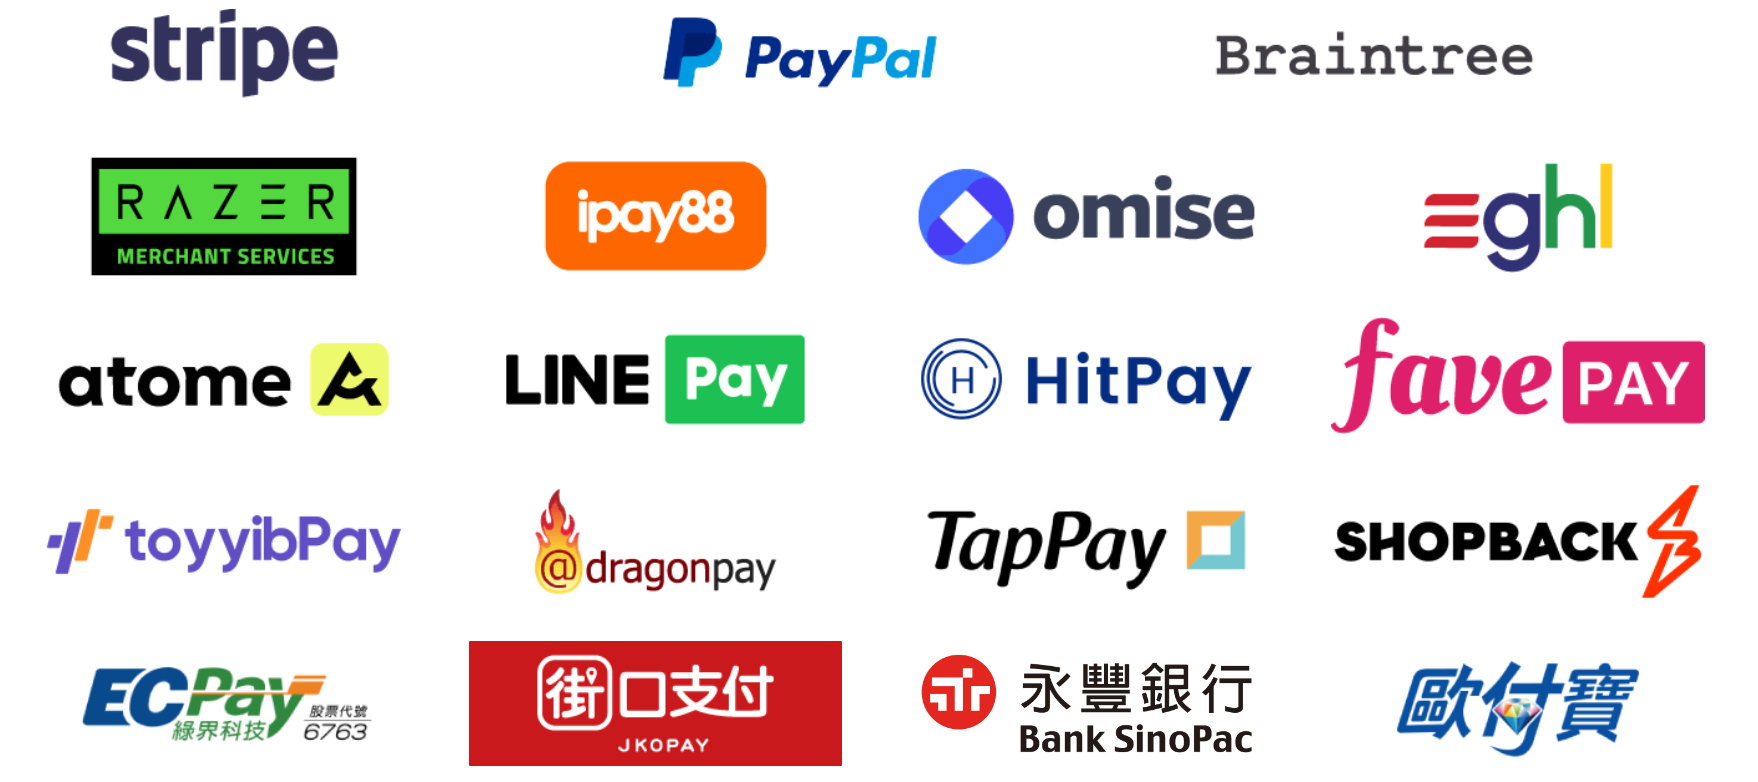 stripe
PayPal
Braintree
RAZER
MERCHANT SERVICES
ipay88
omise
eghl
atome
LINE Pay
H HitPay
fave PAY
toyyibPay
@dragonpay
TapPay
SHOPBACK
ECPay
綠界科技
股票代號
6763
街口支付
JKOPAY
永豐銀行
Bank SinoPac
歐付寶